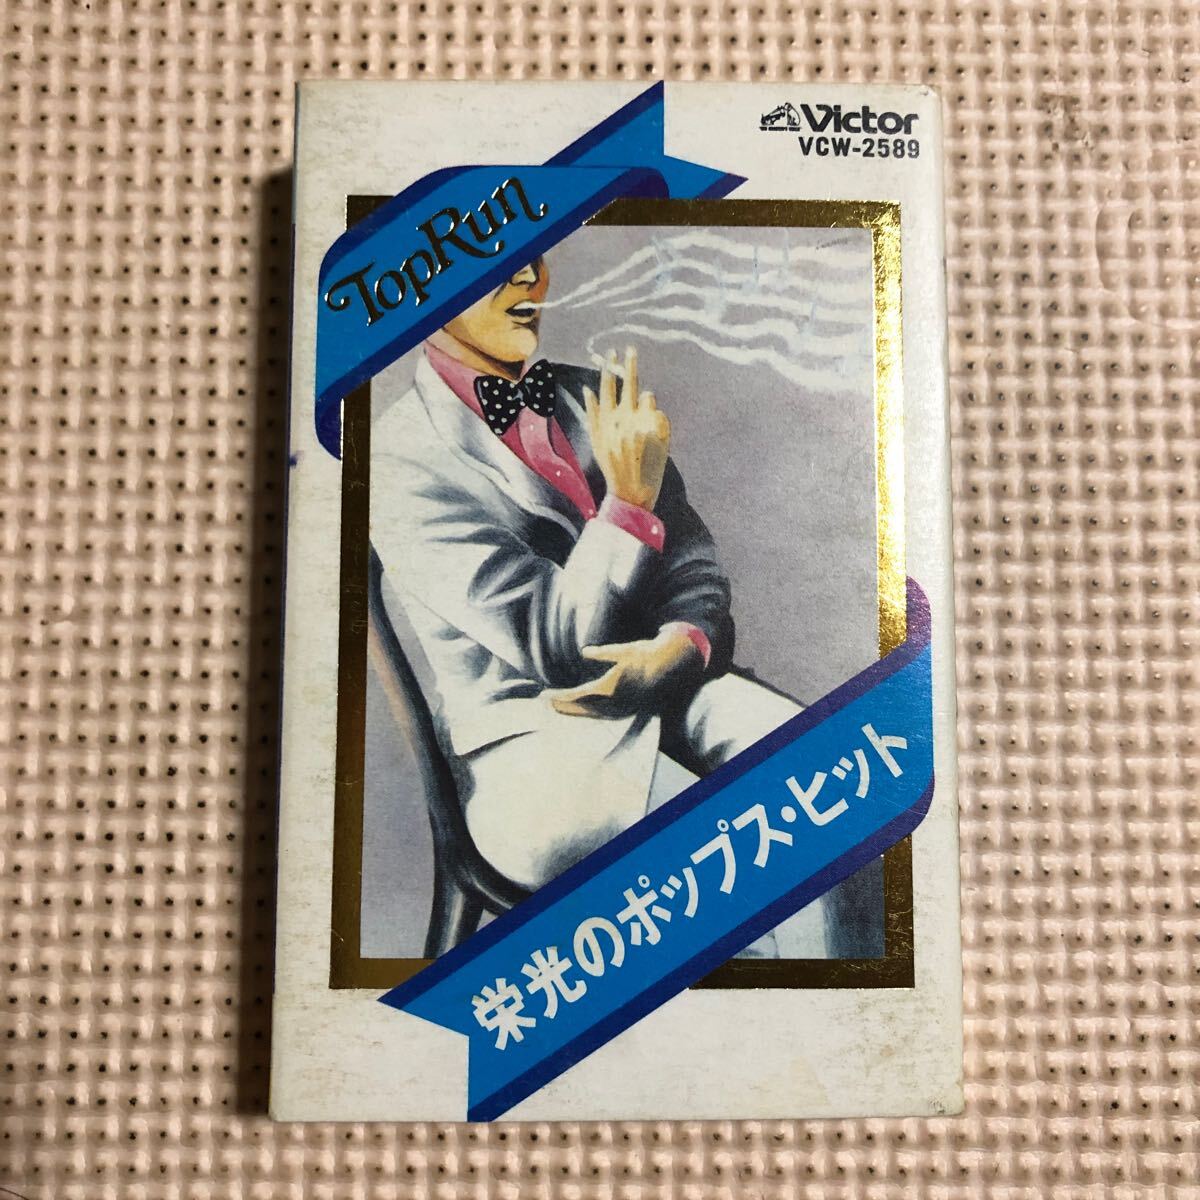 Victor
VCW-2589
TopRun
栄光のポップス・ヒット